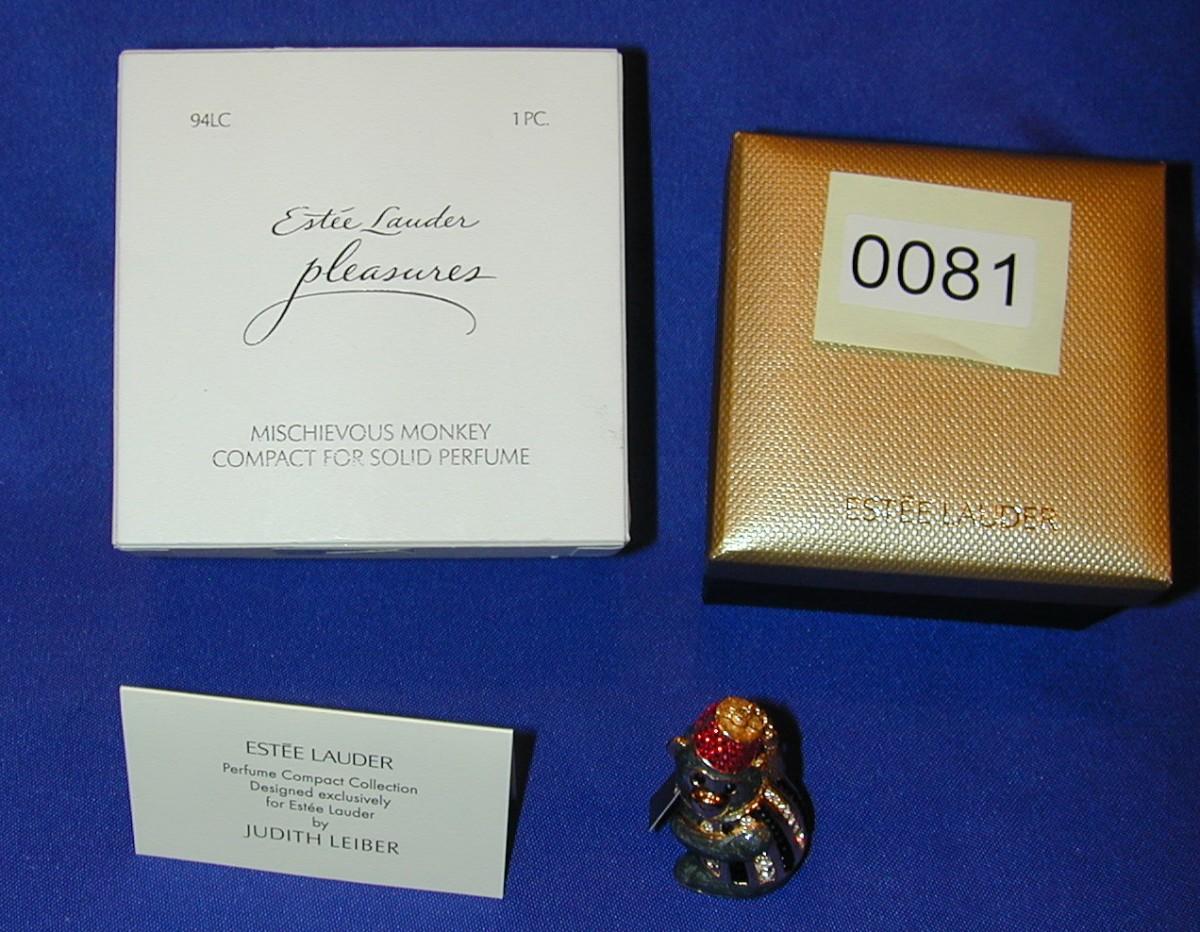 94LC 1 PC.
Estée Lauder
pleasures
MISCHIEVOUS MONKEY
COMPACT FOR SOLID PERFUME
0081
ESTÉE LAUDER
ESTÉE LAUDER
Perfume Compact Collection
Designed exclusively
for Estée Lauder
by
JUDITH LEIBER